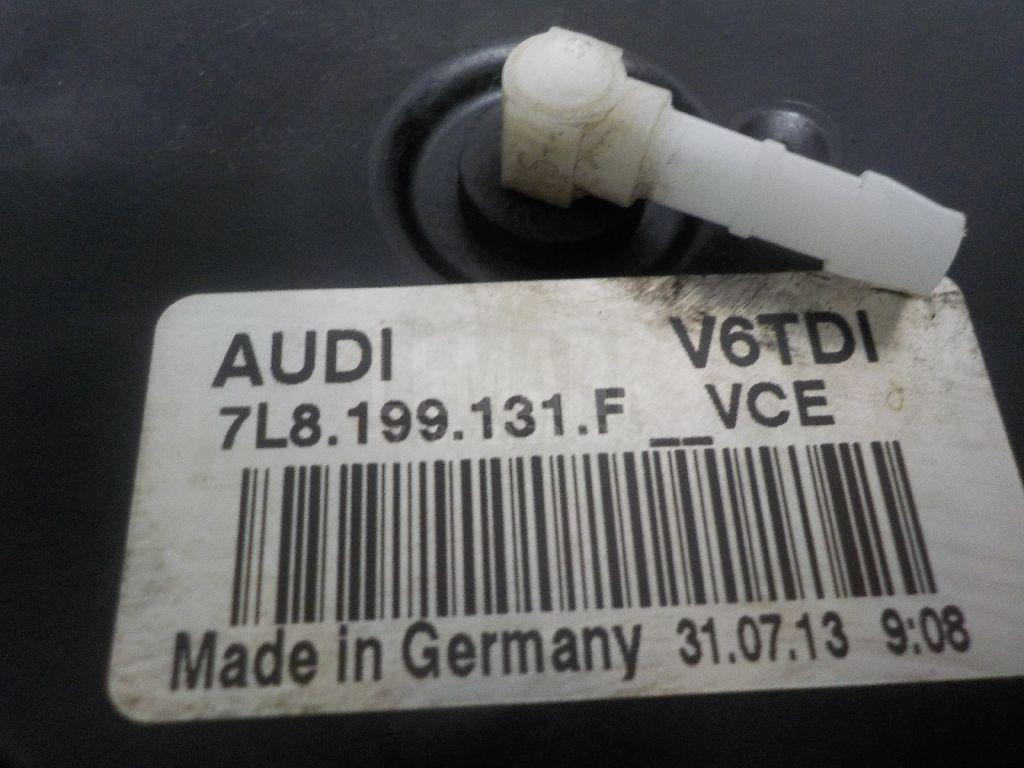 AUDI V6TDI
7L8.199.131.F __VCE
Made in Germany 31.07.13 9:08